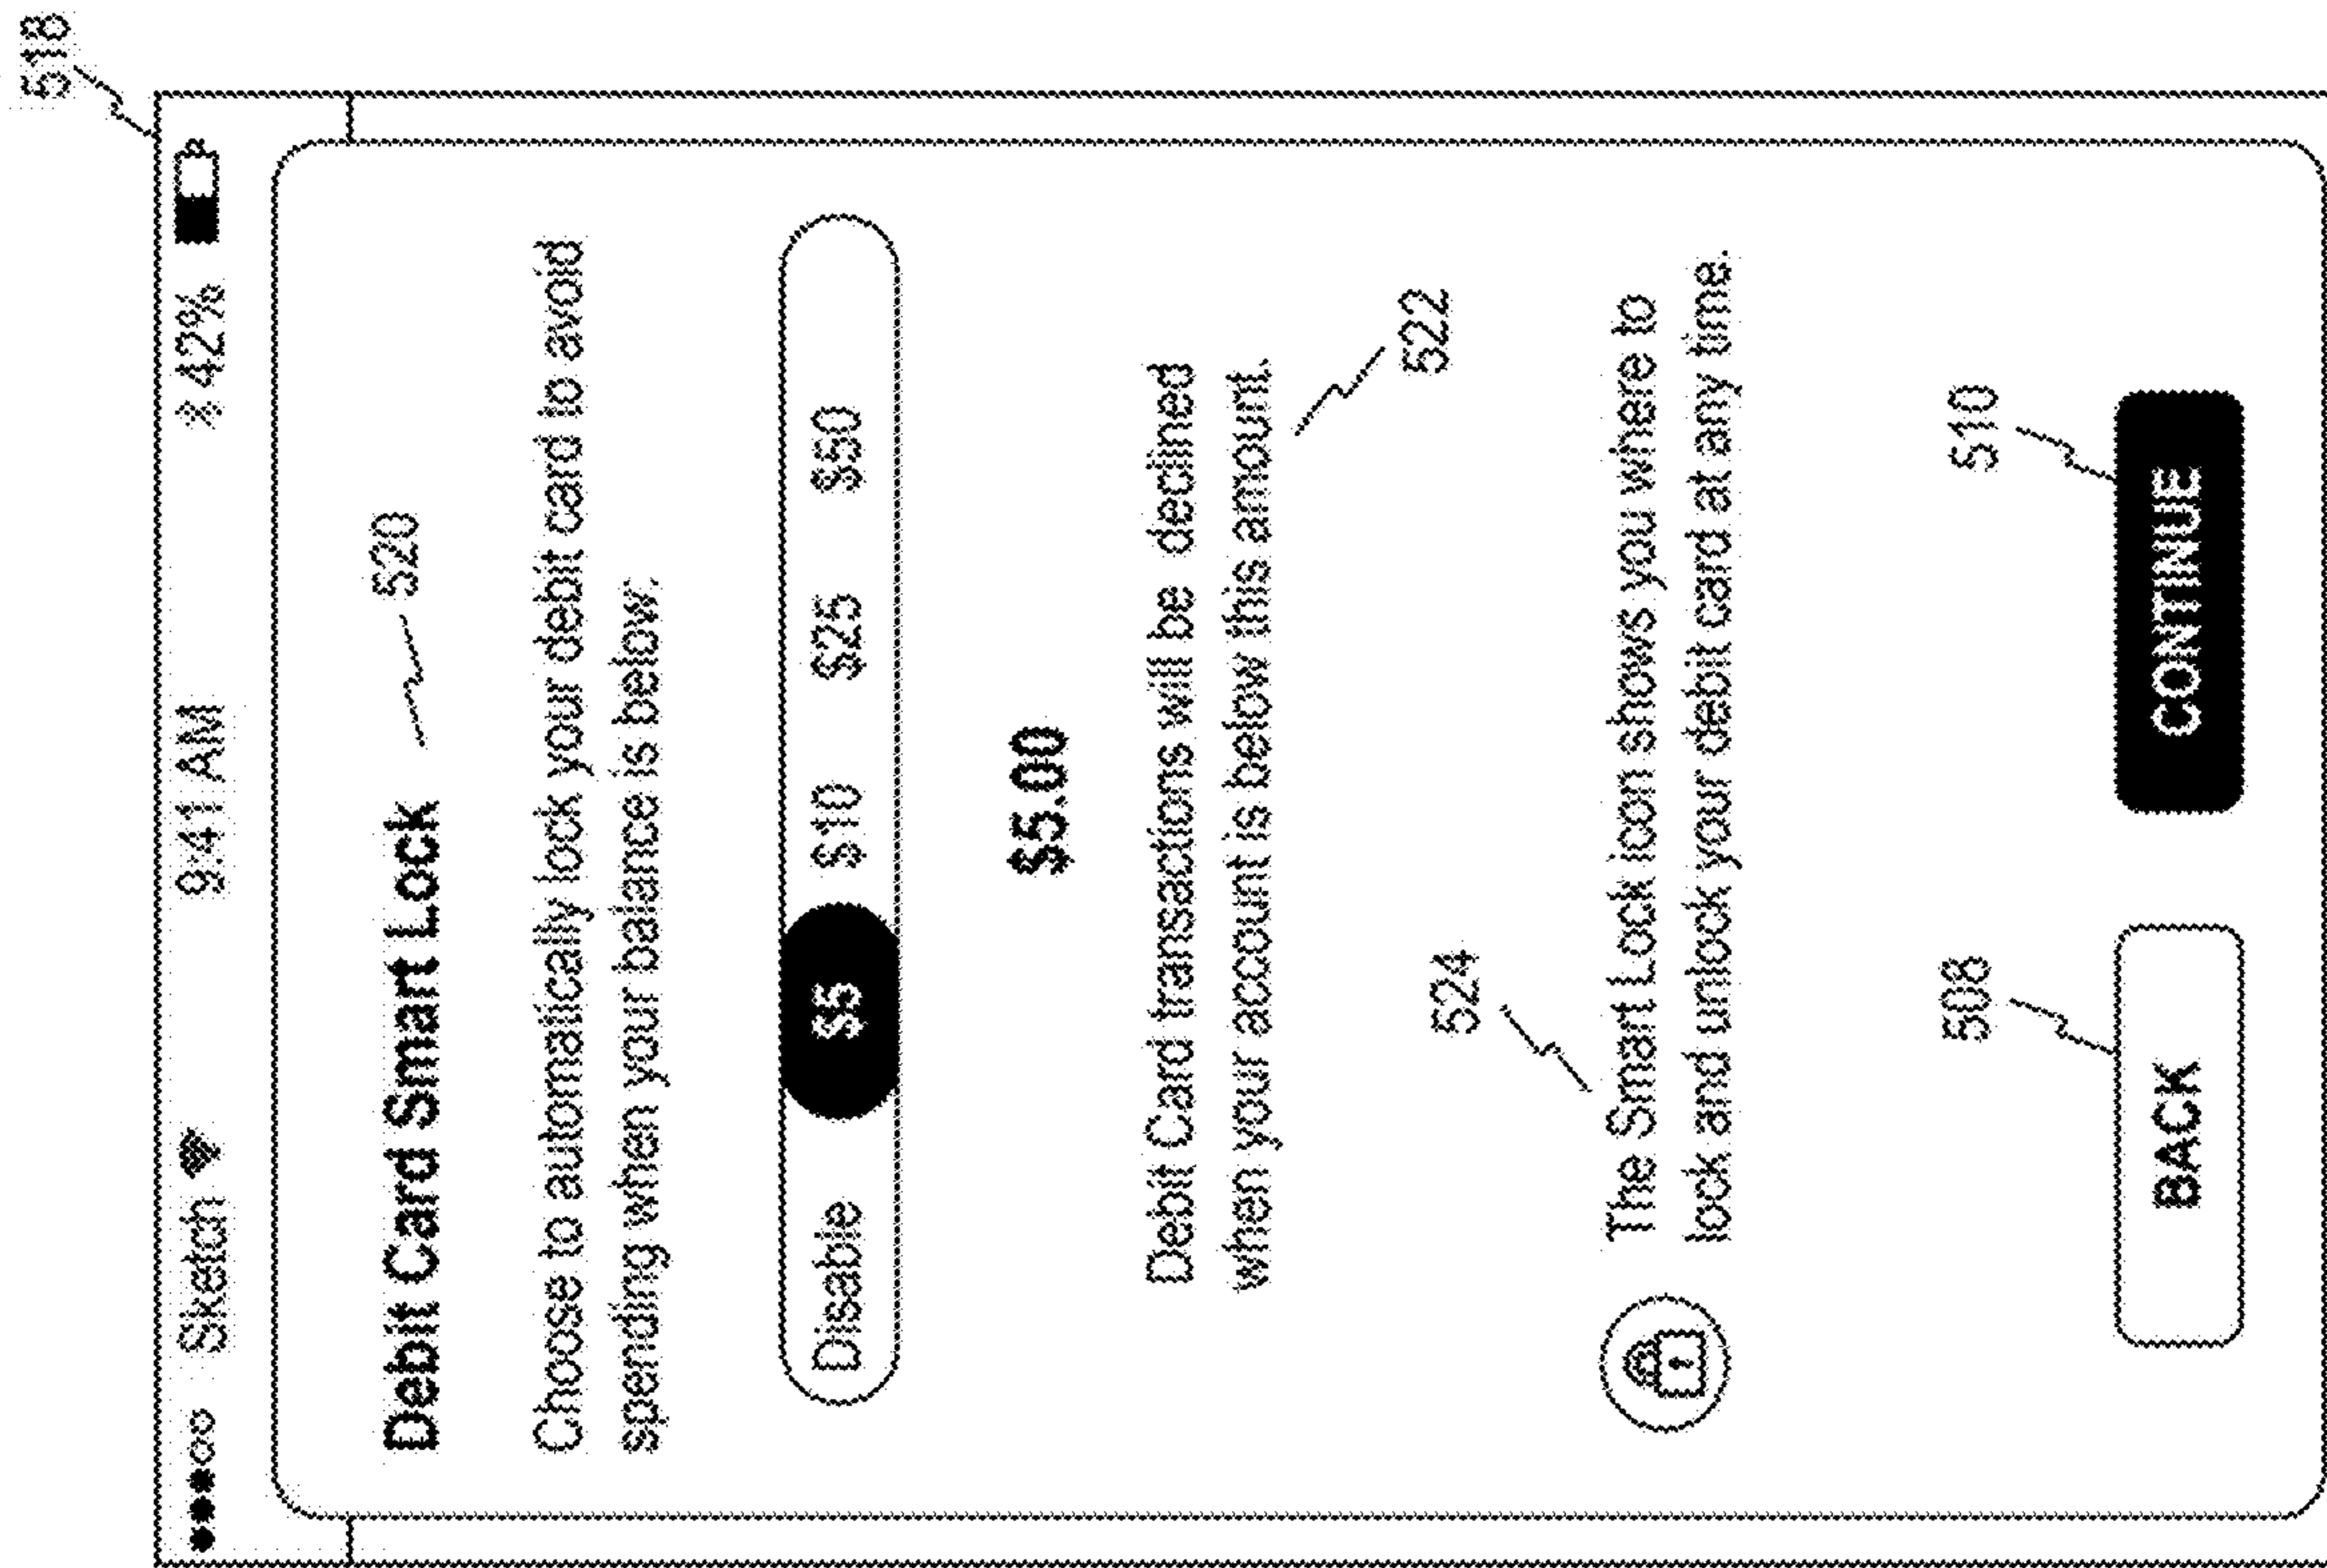 518
Sketch 9:41 AM 42%
Debit Card Smart Lock 520
Choose to automatically lock your debit card to avoid
spending when your balance is below:
Disable $5 $10 $25 $50
$5.00
Debit Card transactions will be declined
when your account is below this amount.
522
524
The Smart Lock icon shows you where to
lock and unlock your debit card at any time.
508 510
BACK CONTINUE